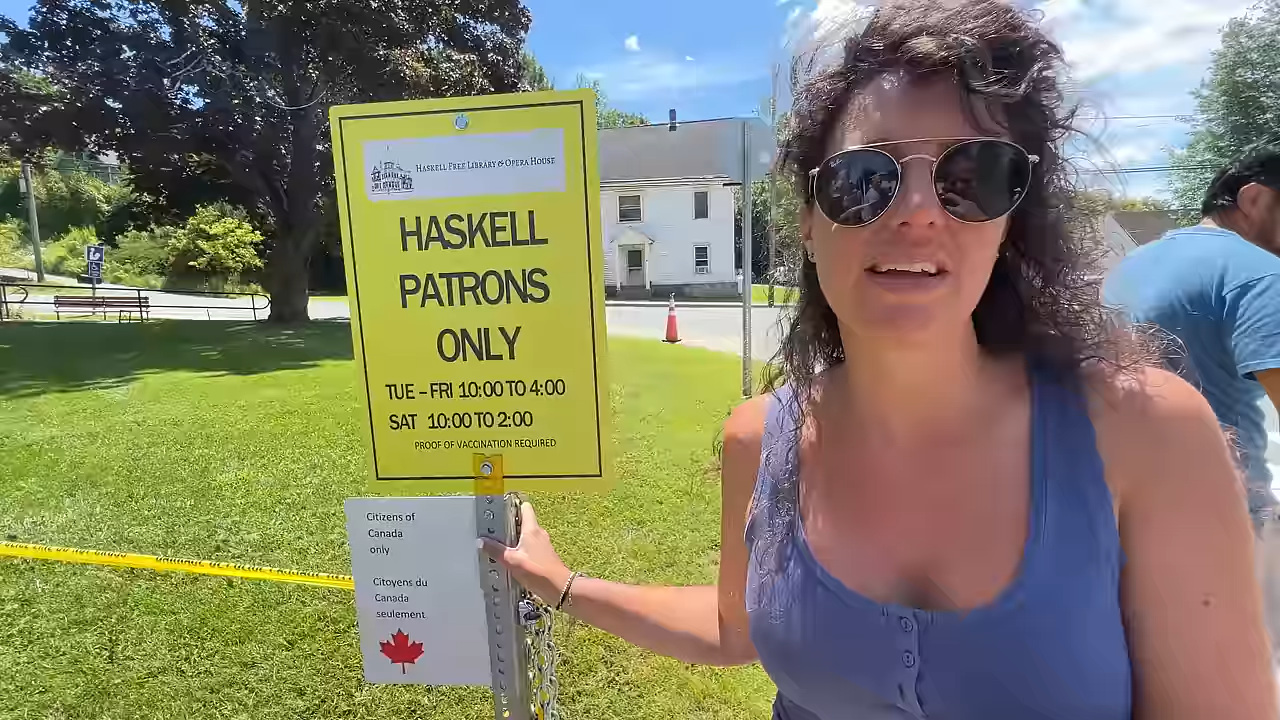 HASKELL FREE LIBRARY & OPERA HOUSE
HASKELL
PATRONS
ONLY
TUE – FRI 10:00 TO 4:00
SAT 10:00 TO 2:00
PROOF OF VACCINATION REQUIRED
Citizens of
Canada
only
Citoyens du
Canada
seulement